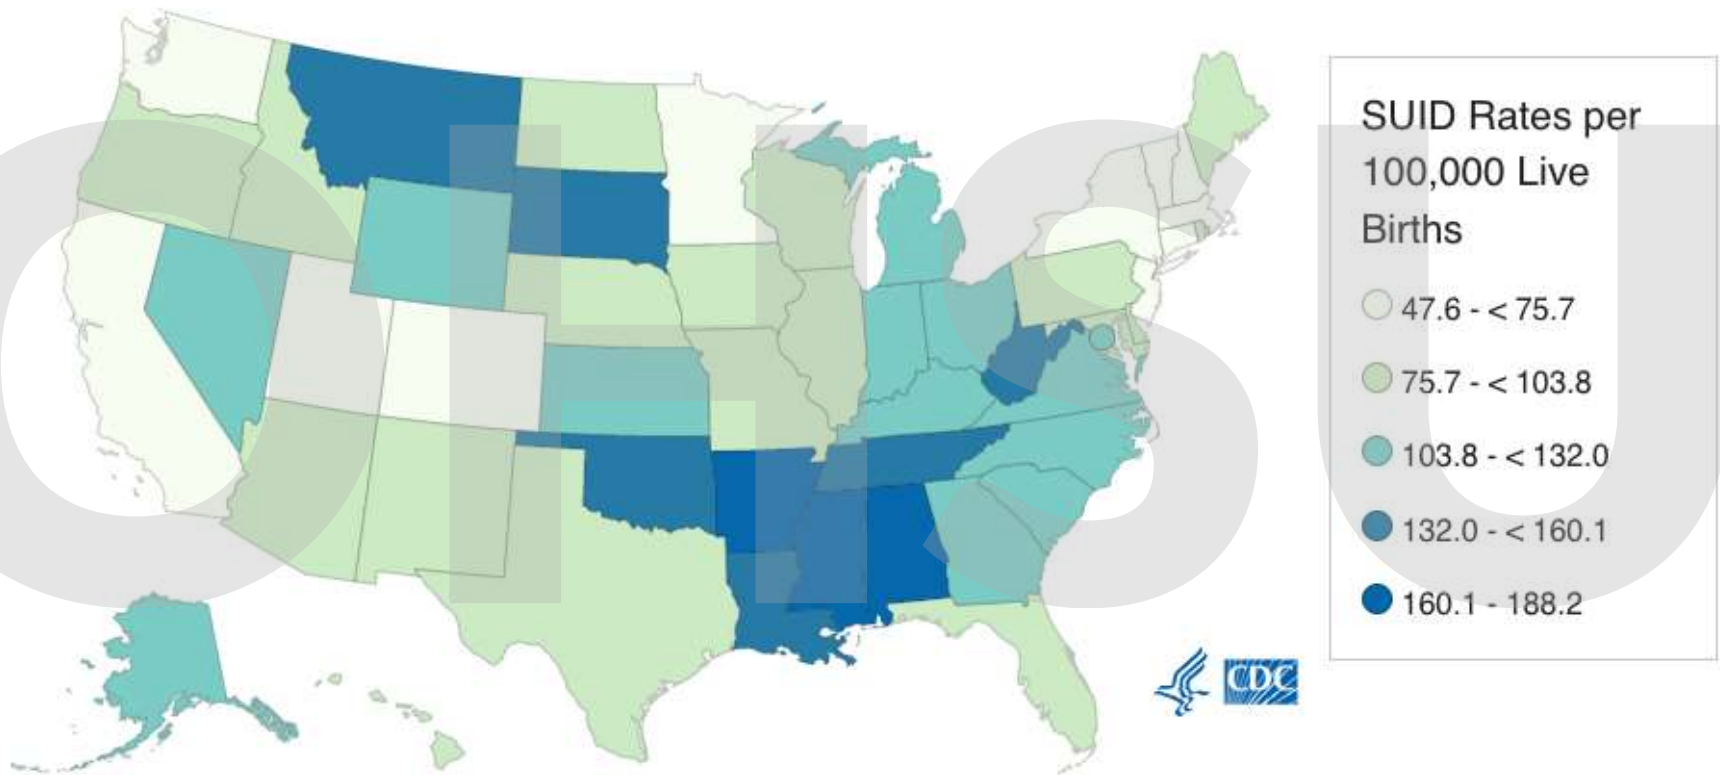 SUID Rates per
100,000 Live
Births
47.6 - < 75.7
75.7 - < 103.8
103.8 - < 132.0
132.0 - < 160.1
160.1 - 188.2
CDC
OHSU